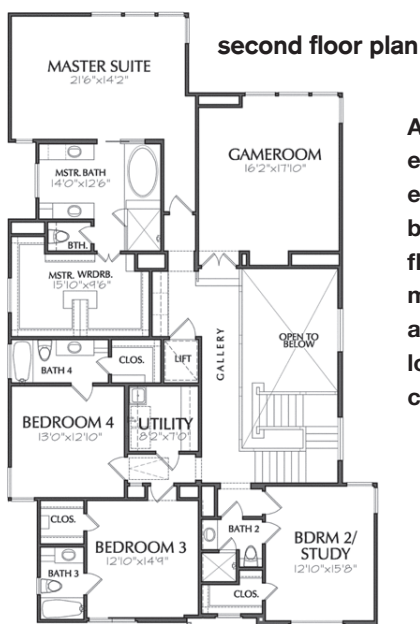 second floor plan
MASTER SUITE
21'6"x14'2"
GAMEROOM
16'2"x17'10"
MSTR. BATH
14'0"x12'6"
BTH.
MSTR. WRDRB.
15'10"x9'6"
OPEN TO
BELOW
GALLERY
LIFT
CLOS.
BATH 4
BEDROOM 4
13'0"x12'10"
UTILITY
8'2"x7'0"
CLOS.
BATH 2
BDRM 2/
STUDY
12'10"x15'8"
BEDROOM 3
12'10"x14'9"
BATH 3
CLOS.
A
e
e
b
fl
m
a
lo
c